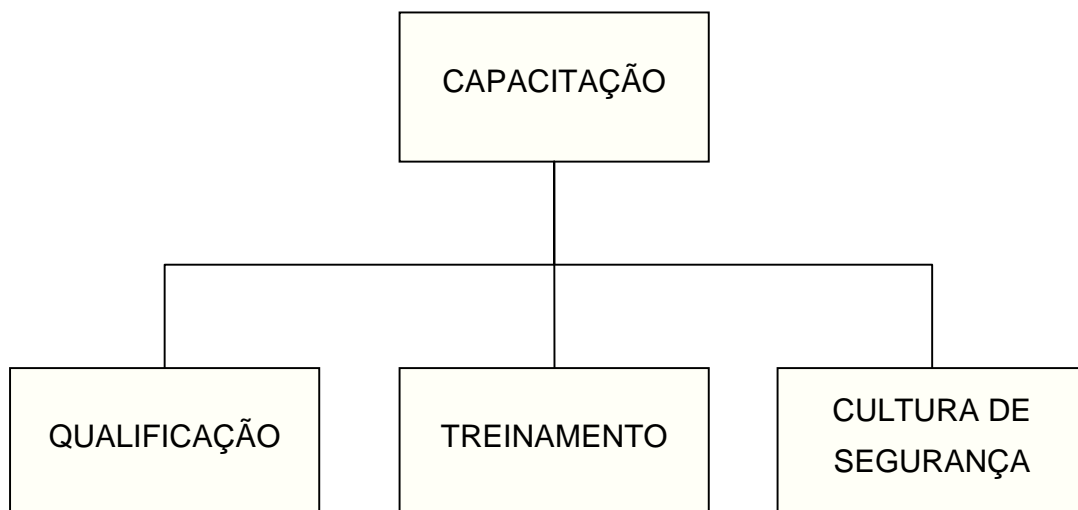 CAPACITAÇÃO
QUALIFICAÇÃO
TREINAMENTO
CULTURA DE
SEGURANÇA